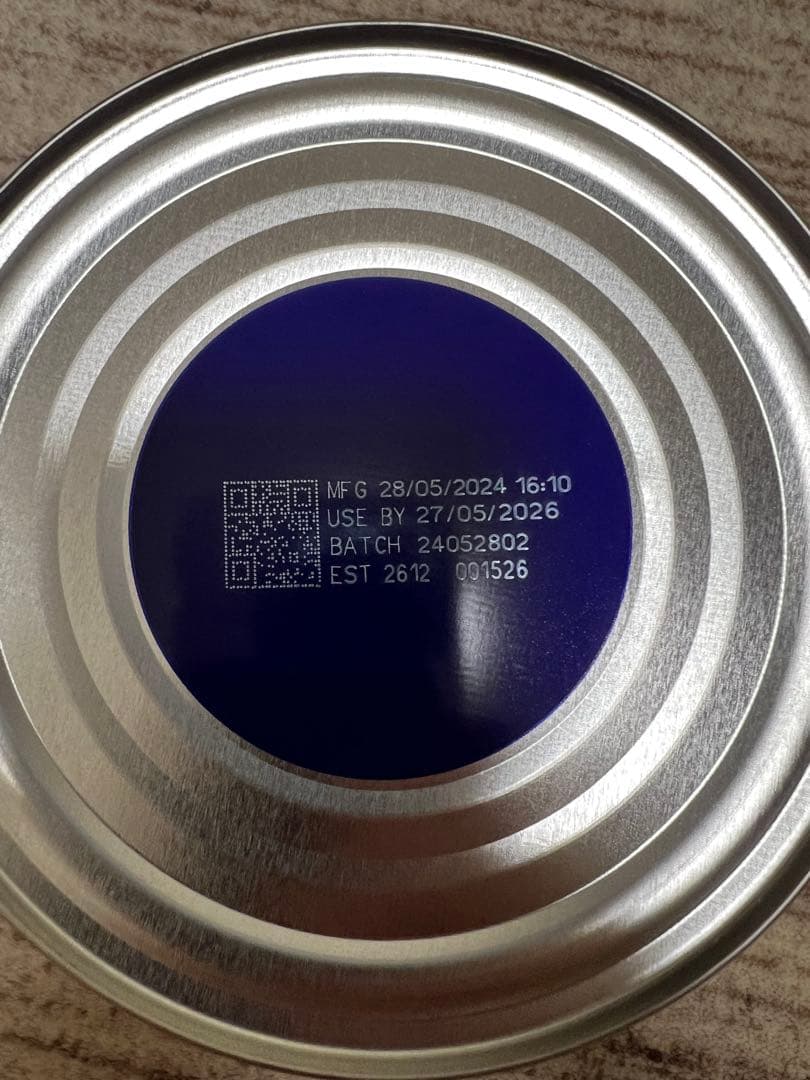 MFG 28/05/2024 16:10
USE BY 27/05/2026
BATCH 24052802
EST 2612 001526